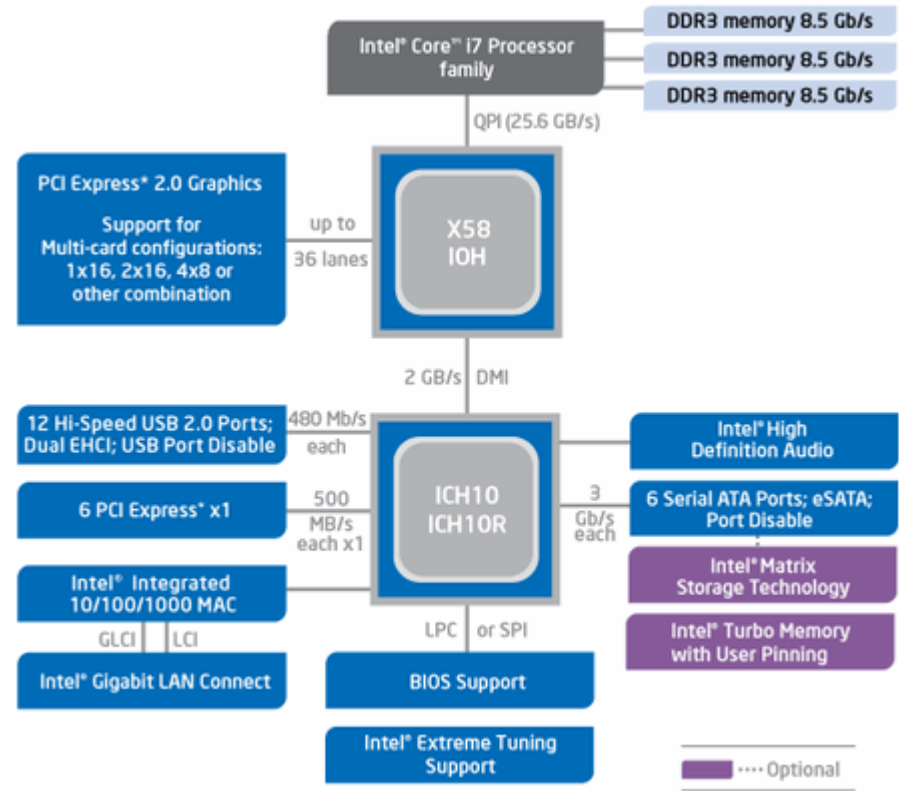 Intel® Core™ i7 Processor
family
DDR3 memory 8.5 Gb/s
DDR3 memory 8.5 Gb/s
DDR3 memory 8.5 Gb/s
QPI (25.6 GB/s)
PCI Express* 2.0 Graphics
Support for
Multi-card configurations:
1x16, 2x16, 4x8 or
other combination
up to
36 lanes
X58
IOH
2 GB/s DMI
12 Hi-Speed USB 2.0 Ports;
Dual EHCI; USB Port Disable
480 Mb/s
each
6 PCI Express* x1
500
MB/s
each x1
Intel® Integrated
10/100/1000 MAC
GLCI LCI
Intel® Gigabit LAN Connect
ICH10
ICH10R
Intel® High
Definition Audio
3
Gb/s
each
6 Serial ATA Ports; eSATA;
Port Disable
Intel® Matrix
Storage Technology
Intel® Turbo Memory
with User Pinning
LPC or SPI
BIOS Support
Intel® Extreme Tuning
Support
Optional